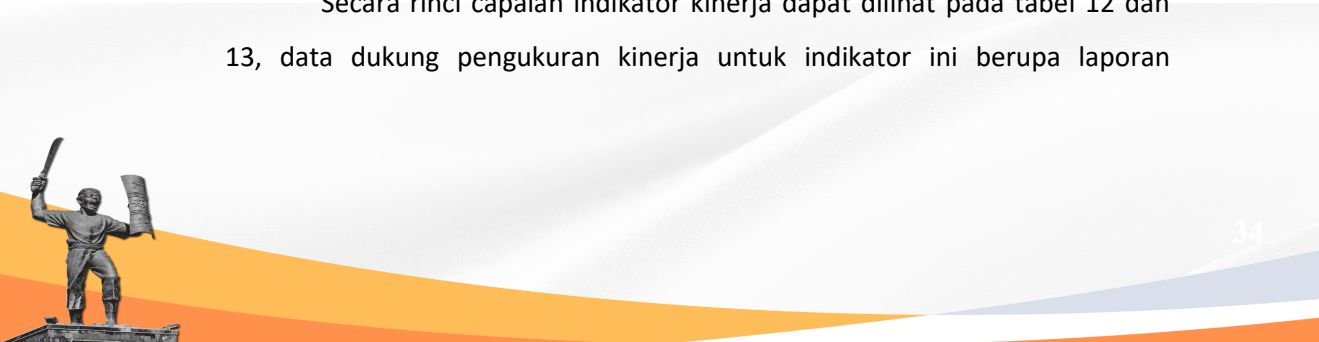 Secara rinci capaian indikator kinerja dapat dilihat pada tabel 12 dan
13, data dukung pengukuran kinerja untuk indikator ini berupa laporan
34